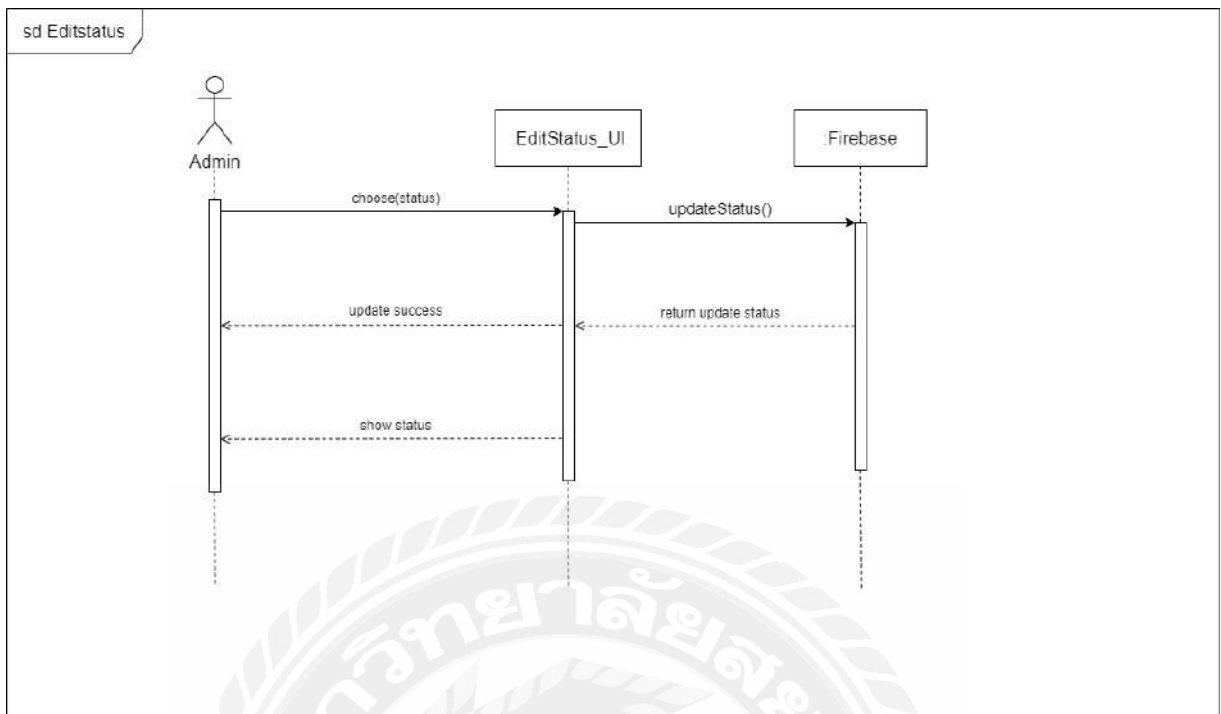 sd Editstatus
Admin
EditStatus_UI
:Firebase
choose(status)
updateStatus()
update success
return update status
show status